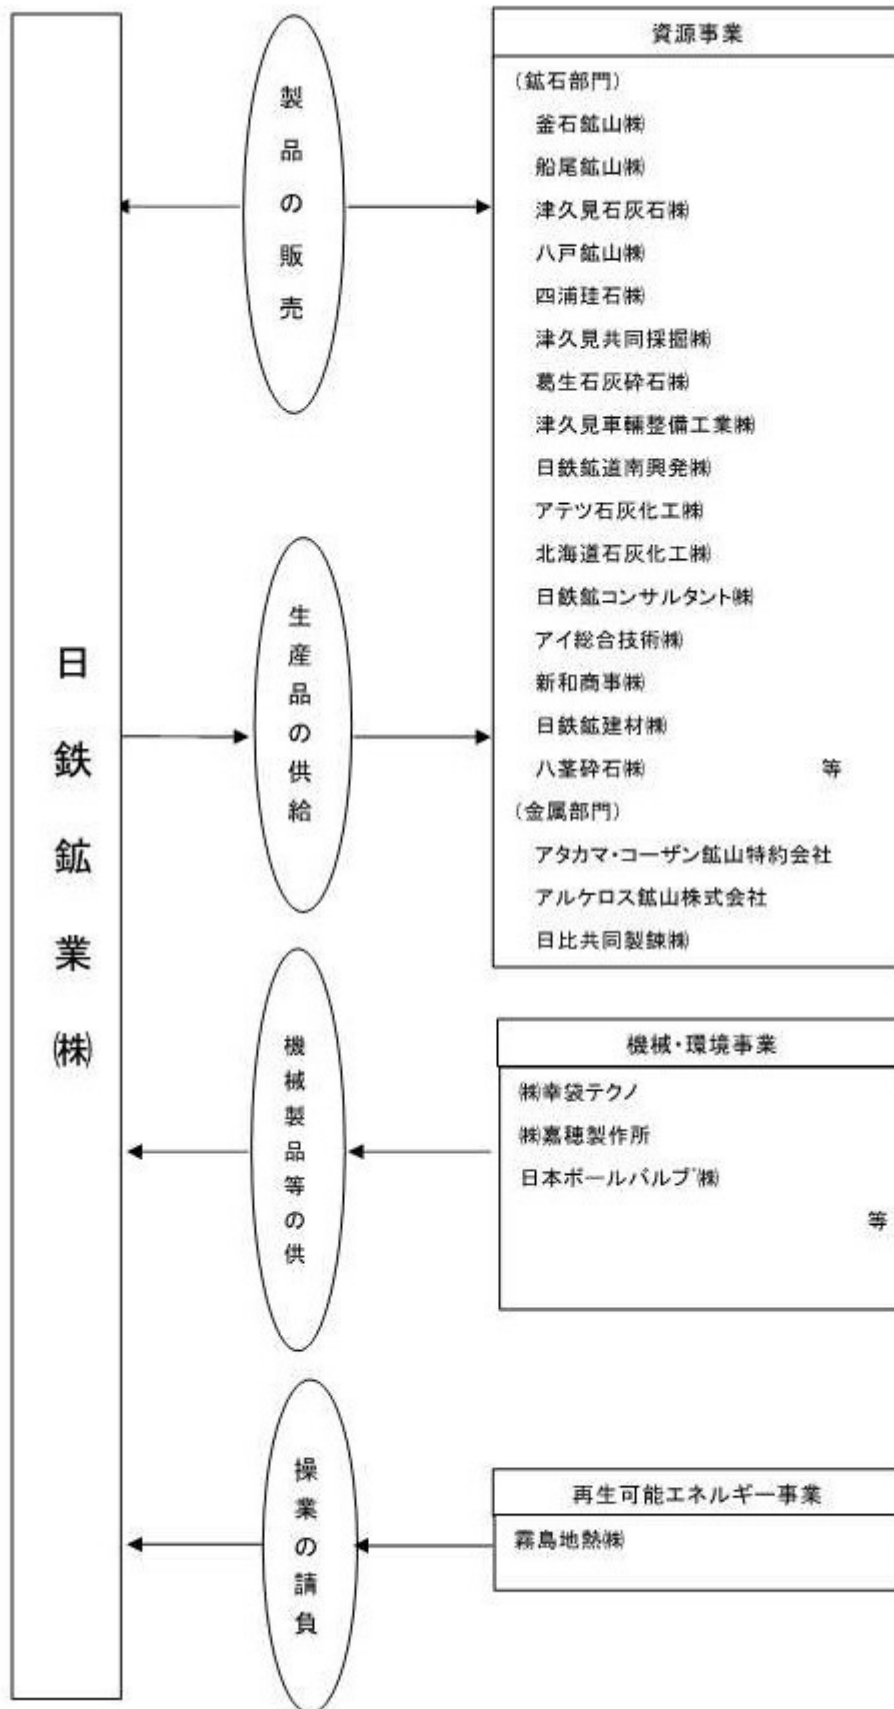 日鉄鉱業㈱
製品の販売
生産品の供給
機械製品等の供
操業の請負
資源事業
（鉱石部門）
釜石鉱山㈱
船尾鉱山㈱
津久見石灰石㈱
八戸鉱山㈱
四浦珪石㈱
津久見共同採掘㈱
葛生石灰砕石㈱
津久見車輛整備工業㈱
日鉄鉱道南興発㈱
アテツ石灰化工㈱
北海道石灰化工㈱
日鉄鉱コンサルタント㈱
アイ総合技術㈱
新和商事㈱
日鉄鉱建材㈱
八茎砕石㈱ 等
（金属部門）
アタカマ・コーザン鉱山特約会社
アルケロス鉱山株式会社
日比共同製錬㈱
機械・環境事業
㈱幸袋テクノ
㈱嘉穂製作所
日本ボールバルブ㈱
等
再生可能エネルギー事業
霧島地熱㈱